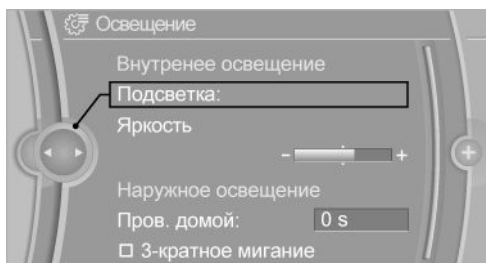 Освещение
Внутренее освещение
Подсветка:
Яркость
- +
Наружное освещение
Пров. домой: 0 s
3-кратное мигание